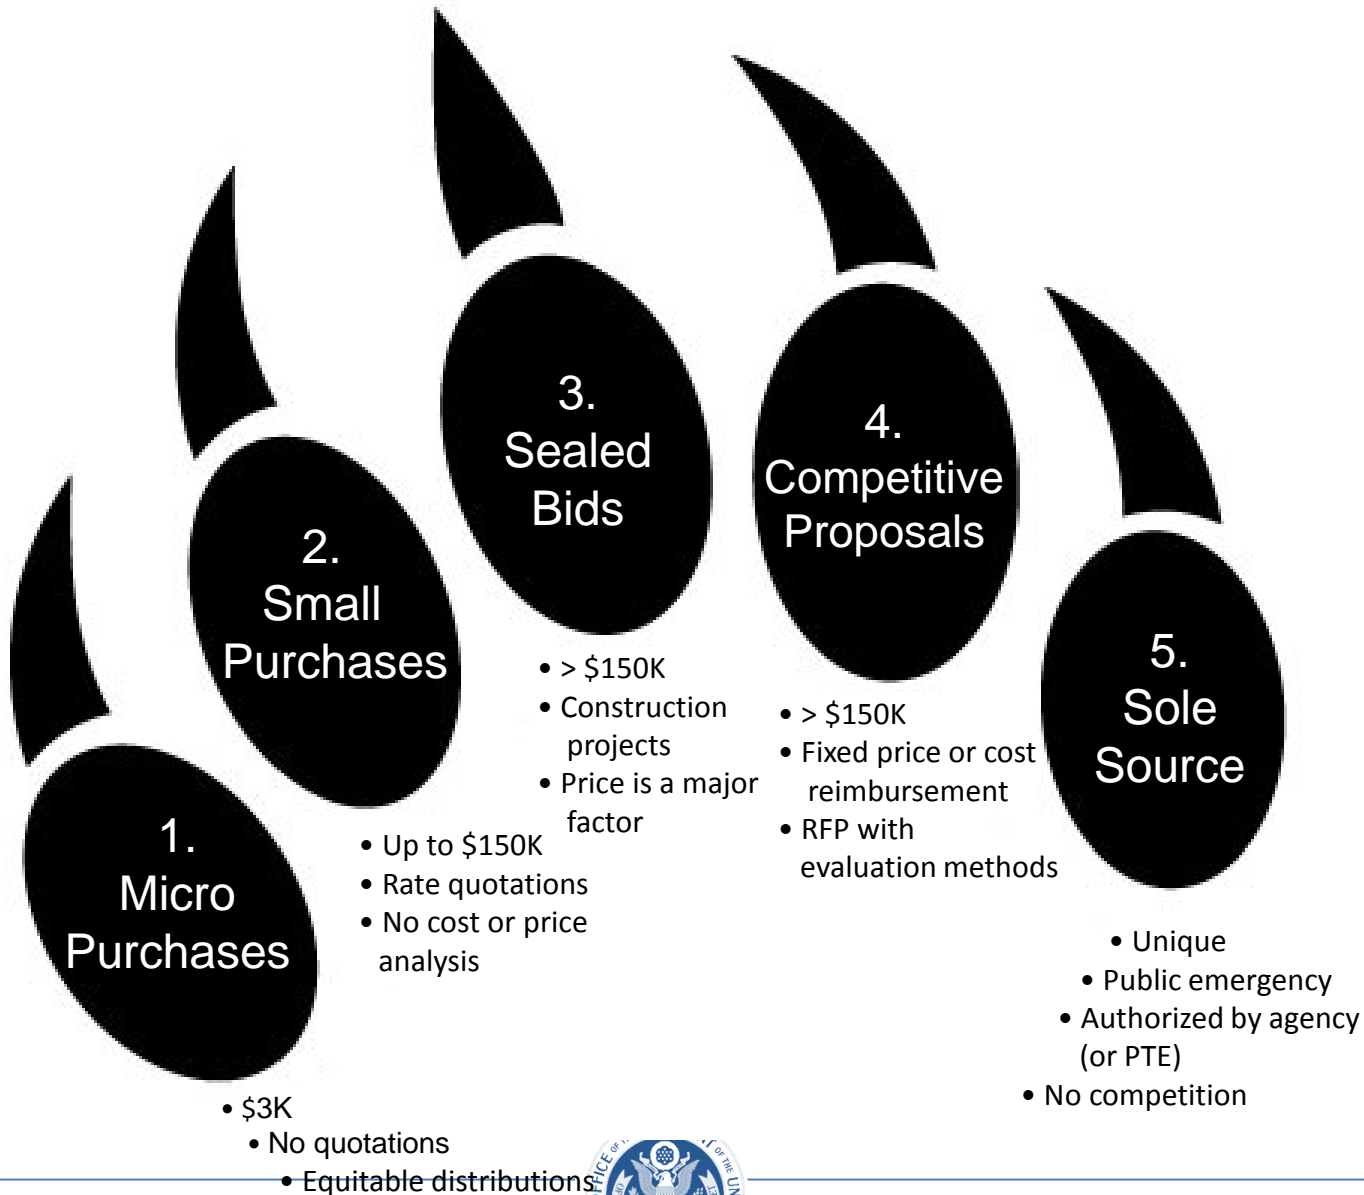 1.
Micro
Purchases
• $3K
• No quotations
• Equitable distributions
2.
Small
Purchases
• Up to $150K
• Rate quotations
• No cost or price
analysis
3.
Sealed
Bids
• > $150K
• Construction
projects
• Price is a major
factor
4.
Competitive
Proposals
• > $150K
• Fixed price or cost
reimbursement
• RFP with
evaluation methods
5.
Sole
Source
• Unique
• Public emergency
• Authorized by agency
(or PTE)
• No competition
OF THE